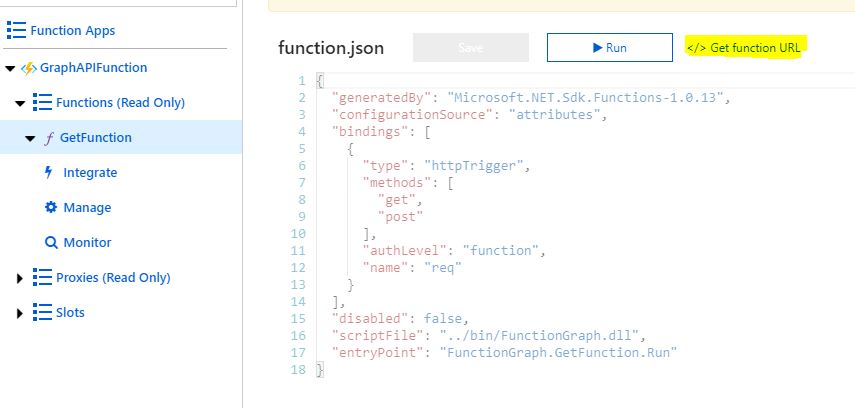 Function Apps
GraphAPIFunction
Functions (Read Only)
GetFunction
Integrate
Manage
Monitor
Proxies (Read Only)
Slots
function.json
Save
Run
</> Get function URL
1 {
2 "generatedBy": "Microsoft.NET.Sdk.Functions-1.0.13",
3 "configurationSource": "attributes",
4 "bindings": [
5 {
6 "type": "httpTrigger",
7 "methods": [
8 "get",
9 "post"
10 ],
11 "authLevel": "function",
12 "name": "req"
13 }
14 ],
15 "disabled": false,
16 "scriptFile": "../bin/FunctionGraph.dll",
17 "entryPoint": "FunctionGraph.GetFunction.Run"
18 }